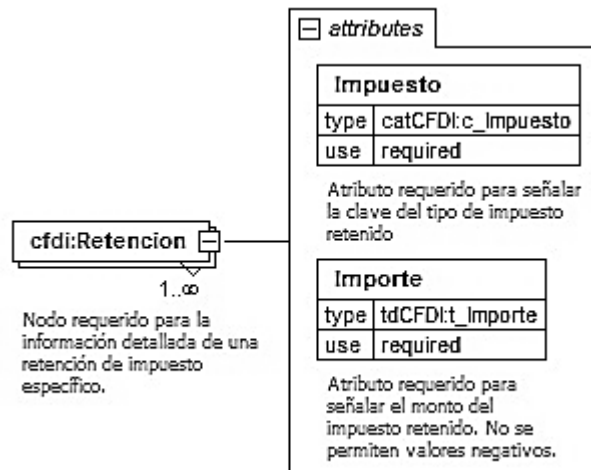 attributes
Impuesto
type catCFDI:c_Impuesto
use required
Atributo requerido para señalar
la clave del tipo de impuesto
retenido
cfdi:Retencion
1..∞
Nodo requerido para la
información detallada de una
retención de impuesto
específico.
Importe
type tdCFDI:t_Importe
use required
Atributo requerido para
señalar el monto del
impuesto retenido. No se
permiten valores negativos.